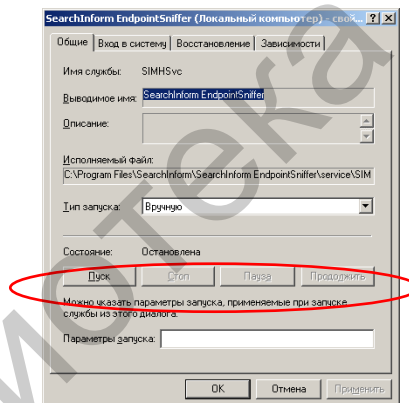 SearchInform EndpointSniffer (Локальный компьютер) - свой...
Общие Вход в систему Восстановление Зависимости
Имя службы: SIMHSvc
Выводимое имя: SearchInform EndpointSniffer
Описание:
Исполняемый файл:
C:\Program Files\SearchInform\SearchInform EndpointSniffer\service\SIM
Тип запуска: Вручную
Состояние: Остановлена
Пуск Стоп Пауза Продолжить
Можно указать параметры запуска, применяемые при запуске
службы из этого диалога.
Параметры запуска:
OK Отмена Применить